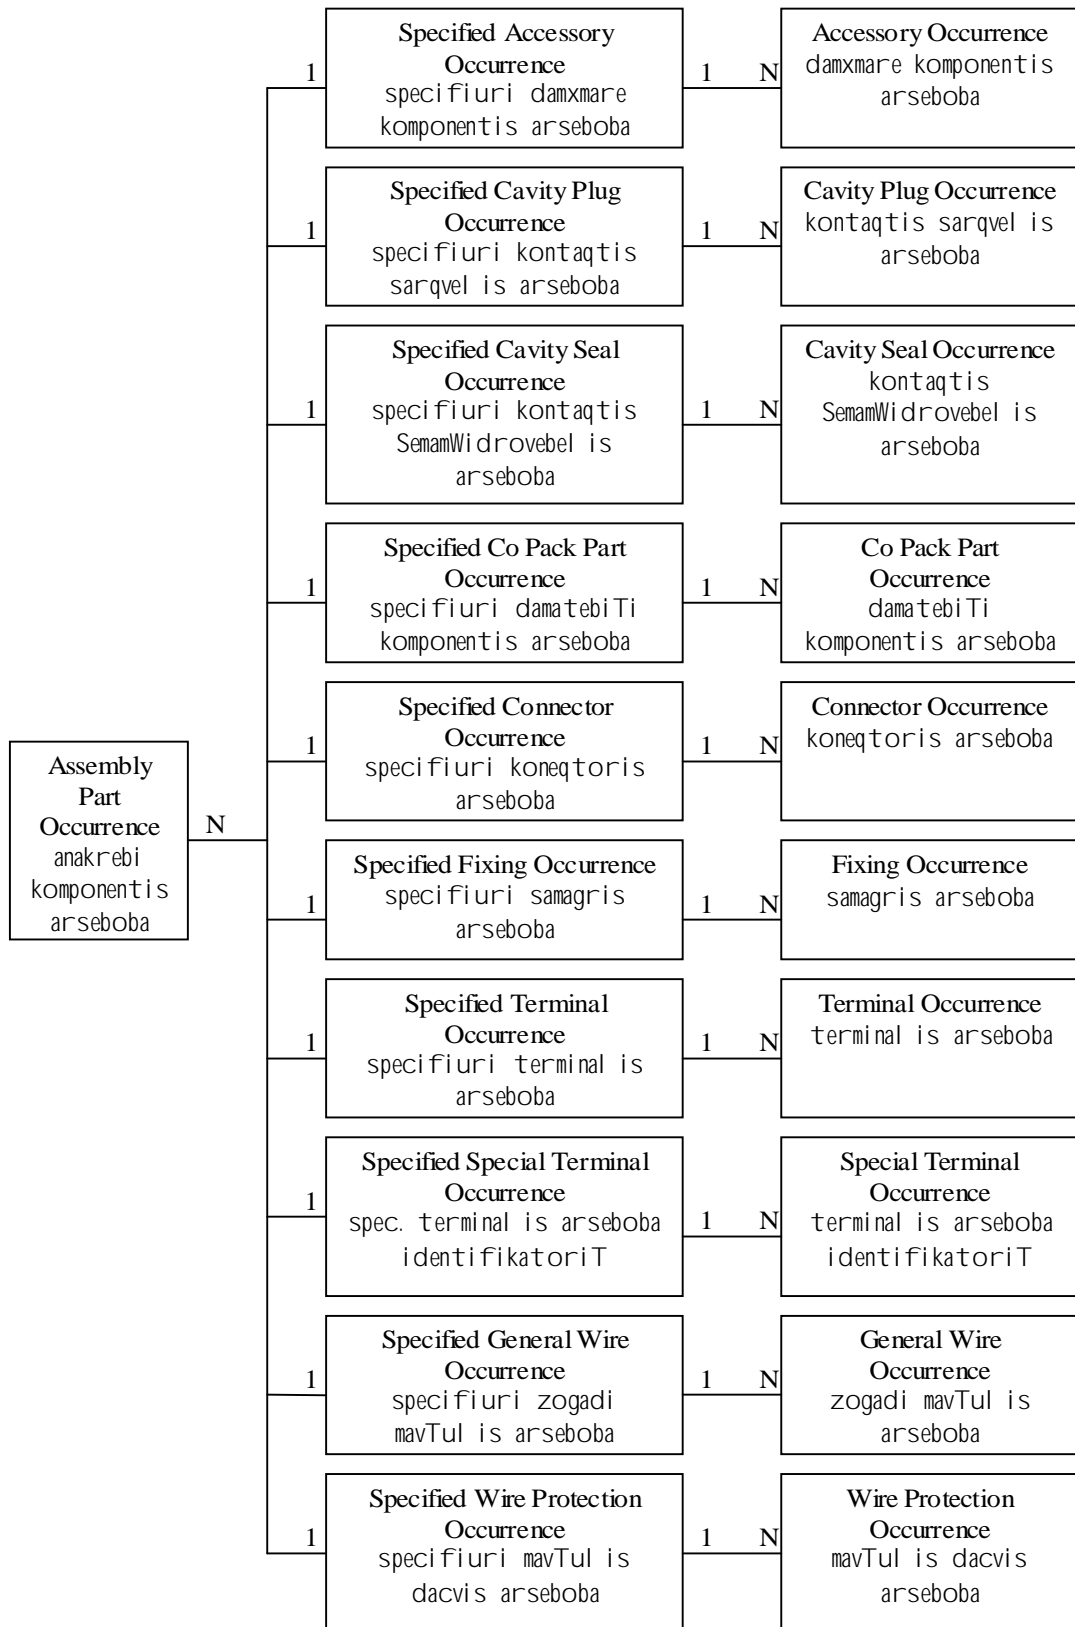 Specified Accessory
Occurrence
specifiuri damxmare
komponentis arseboba
1
1
N
Accessory Occurrence
damxmare komponentis
arseboba
Specified Cavity Plug
Occurrence
specifiuri kontaqtis
sarqvel is arseboba
1
1
N
Cavity Plug Occurrence
kontaqtis sarqvel is
arseboba
Specified Cavity Seal
Occurrence
specifiuri kontaqtis
SemamWidrovebel is
arseboba
1
1
N
Cavity Seal Occurrence
kontaqtis
SemamWidrovebel is
arseboba
Specified Co Pack Part
Occurrence
specifiuri damatebiTi
komponentis arseboba
1
1
N
Co Pack Part
Occurrence
damatebiTi
komponentis arseboba
Specified Connector
Occurrence
specifiuri koneqtoris
arseboba
1
1
N
Connector Occurrence
koneqtoris arseboba
Assembly
Part
Occurrence
anakrebi
komponentis
arseboba
N
Specified Fixing Occurrence
specifiuri samagris
arseboba
1
1
N
Fixing Occurrence
samagris arseboba
Specified Terminal
Occurrence
specifiuri terminal is
arseboba
1
1
N
Terminal Occurrence
terminal is arseboba
Specified Special Terminal
Occurrence
spec. terminal is arseboba
identifikatoriT
1
1
N
Special Terminal
Occurrence
terminal is arseboba
identifikatoriT
Specified General Wire
Occurrence
specifiuri zogadi
mavTul is arseboba
1
1
N
General Wire
Occurrence
zogadi mavTul is
arseboba
Specified Wire Protection
Occurrence
specifiuri mavTul is
dacvis arseboba
1
1
N
Wire Protection
Occurrence
mavTul is dacvis
arseboba